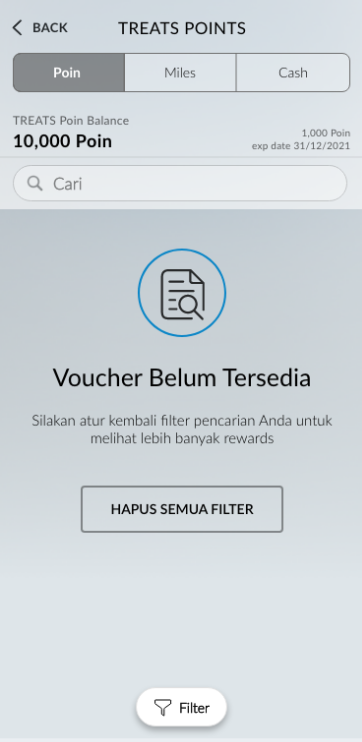 BACK
TREATS POINTS
Poin
Miles
Cash
TREATS Poin Balance
10,000 Poin
1,000 Poin
exp date 31/12/2021
Cari
Voucher Belum Tersedia
Silakan atur kembali filter pencarian Anda untuk
melihat lebih banyak rewards
HAPUS SEMUA FILTER
Filter